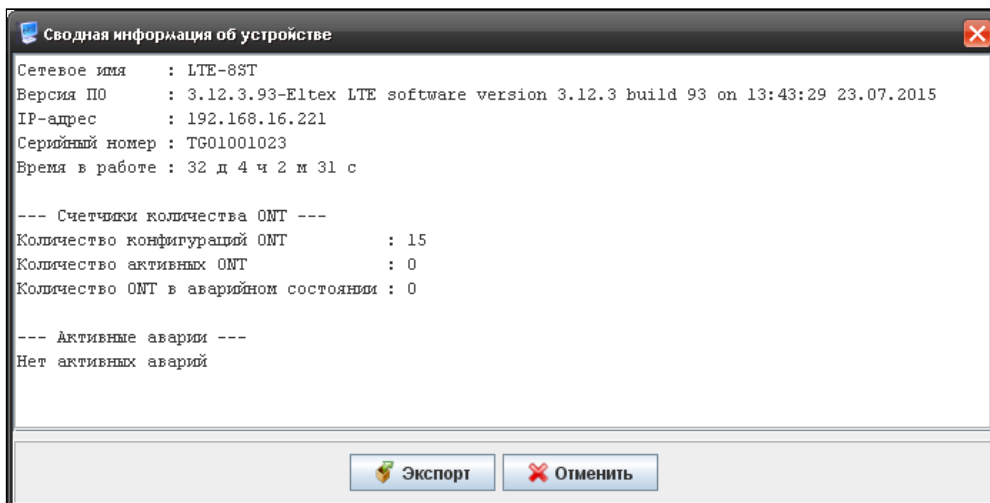 Сводная информация об устройстве
Сетевое имя : LTE-8ST
Версия ПО : 3.12.3.93-Eltex LTE software version 3.12.3 build 93 on 13:43:29 23.07.2015
IP-адрес : 192.168.16.221
Серийный номер : TG01001023
Время в работе : 32 д 4 ч 2 м 31 с
--- Счетчики количества ONT ---
Количество конфигураций ONT : 15
Количество активных ONT : 0
Количество ONT в аварийном состоянии : 0
--- Активные аварии ---
Нет активных аварий
Экспорт Отменить